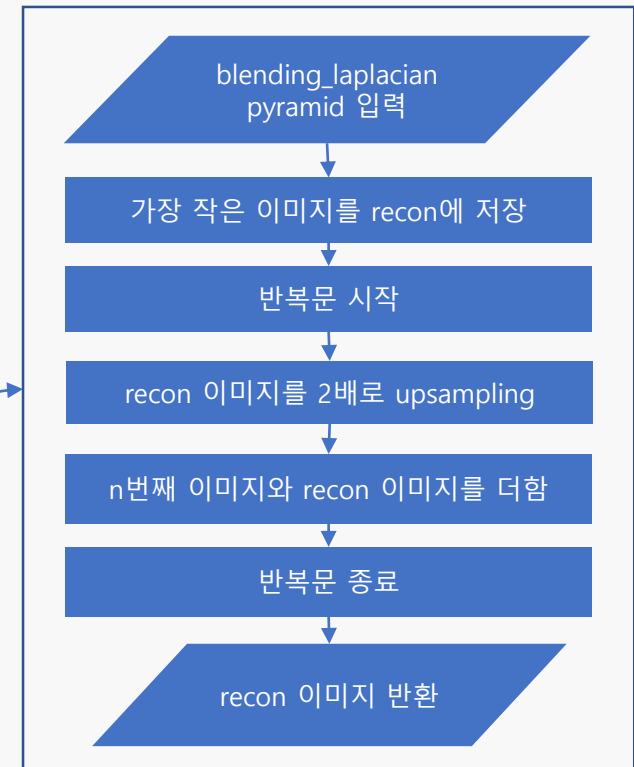 blending_laplacian
pyramid 입력
가장 작은 이미지를 recon에 저장
반복문 시작
recon 이미지를 2배로 upsampling
n번째 이미지와 recon 이미지를 더함
반복문 종료
recon 이미지 반환